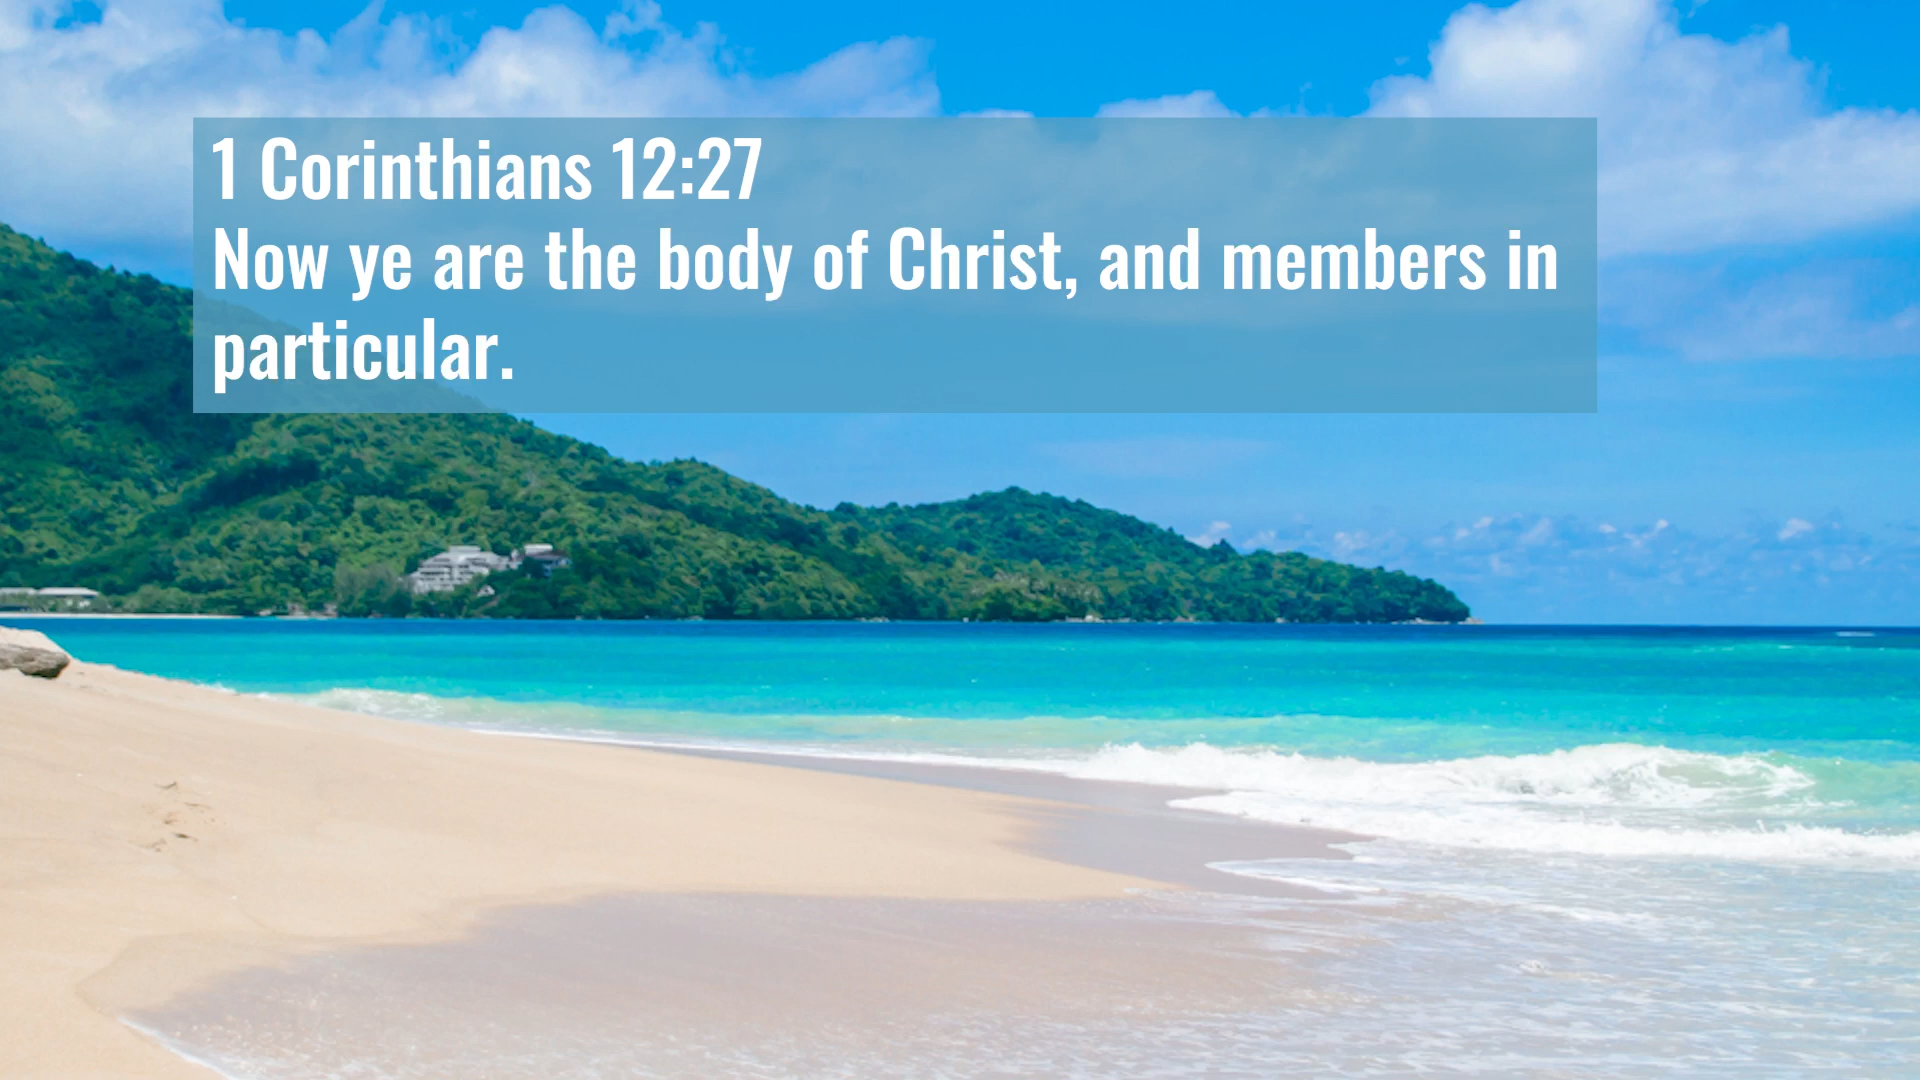 1 Corinthians 12:27
Now ye are the body of Christ, and members in
particular.